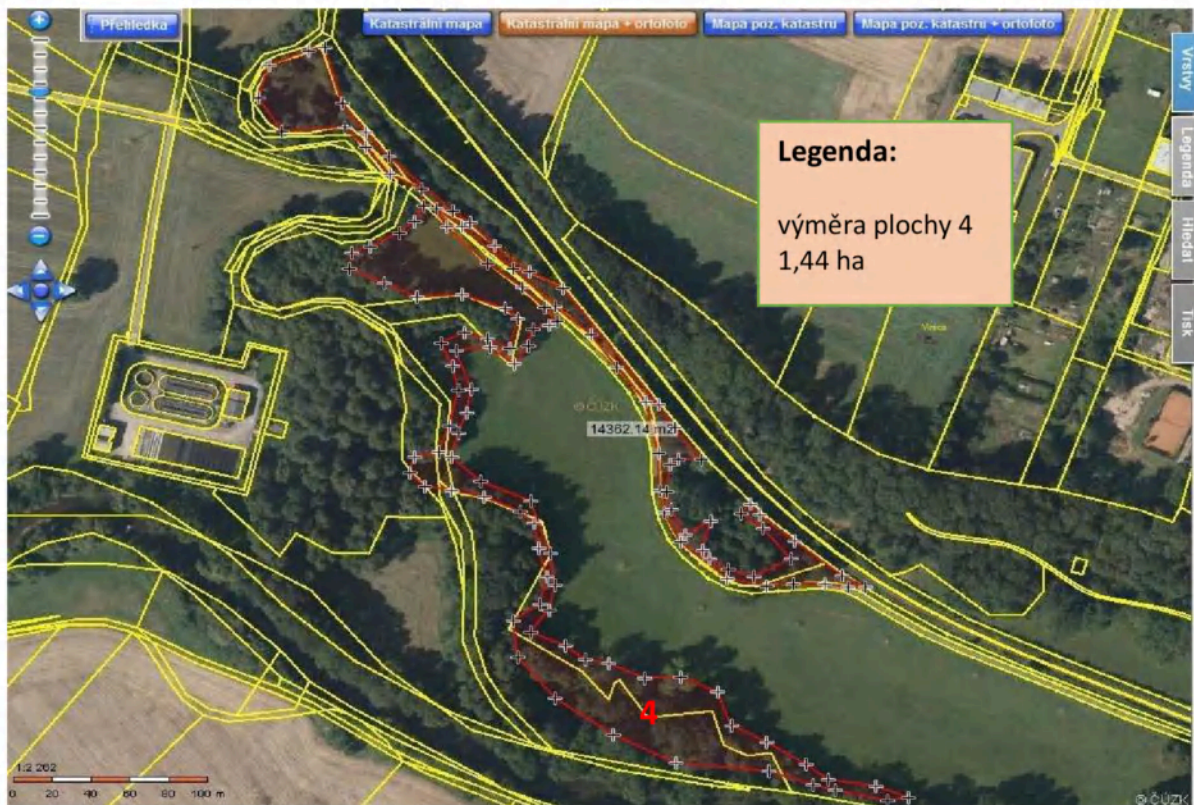 Přehledka
Katastrální mapa
Katastrální mapa + ortofoto
Mapa poz. katastru
Mapa poz. katastru + ortofoto
Vrstvy
Legenda
Hledat
Tisk
Legenda:
výměra plochy 4
1,44 ha
© ČÚZK
14362.14 m2
4
1:2 262
0 20 40 60 80 100 m
© ČÚZK